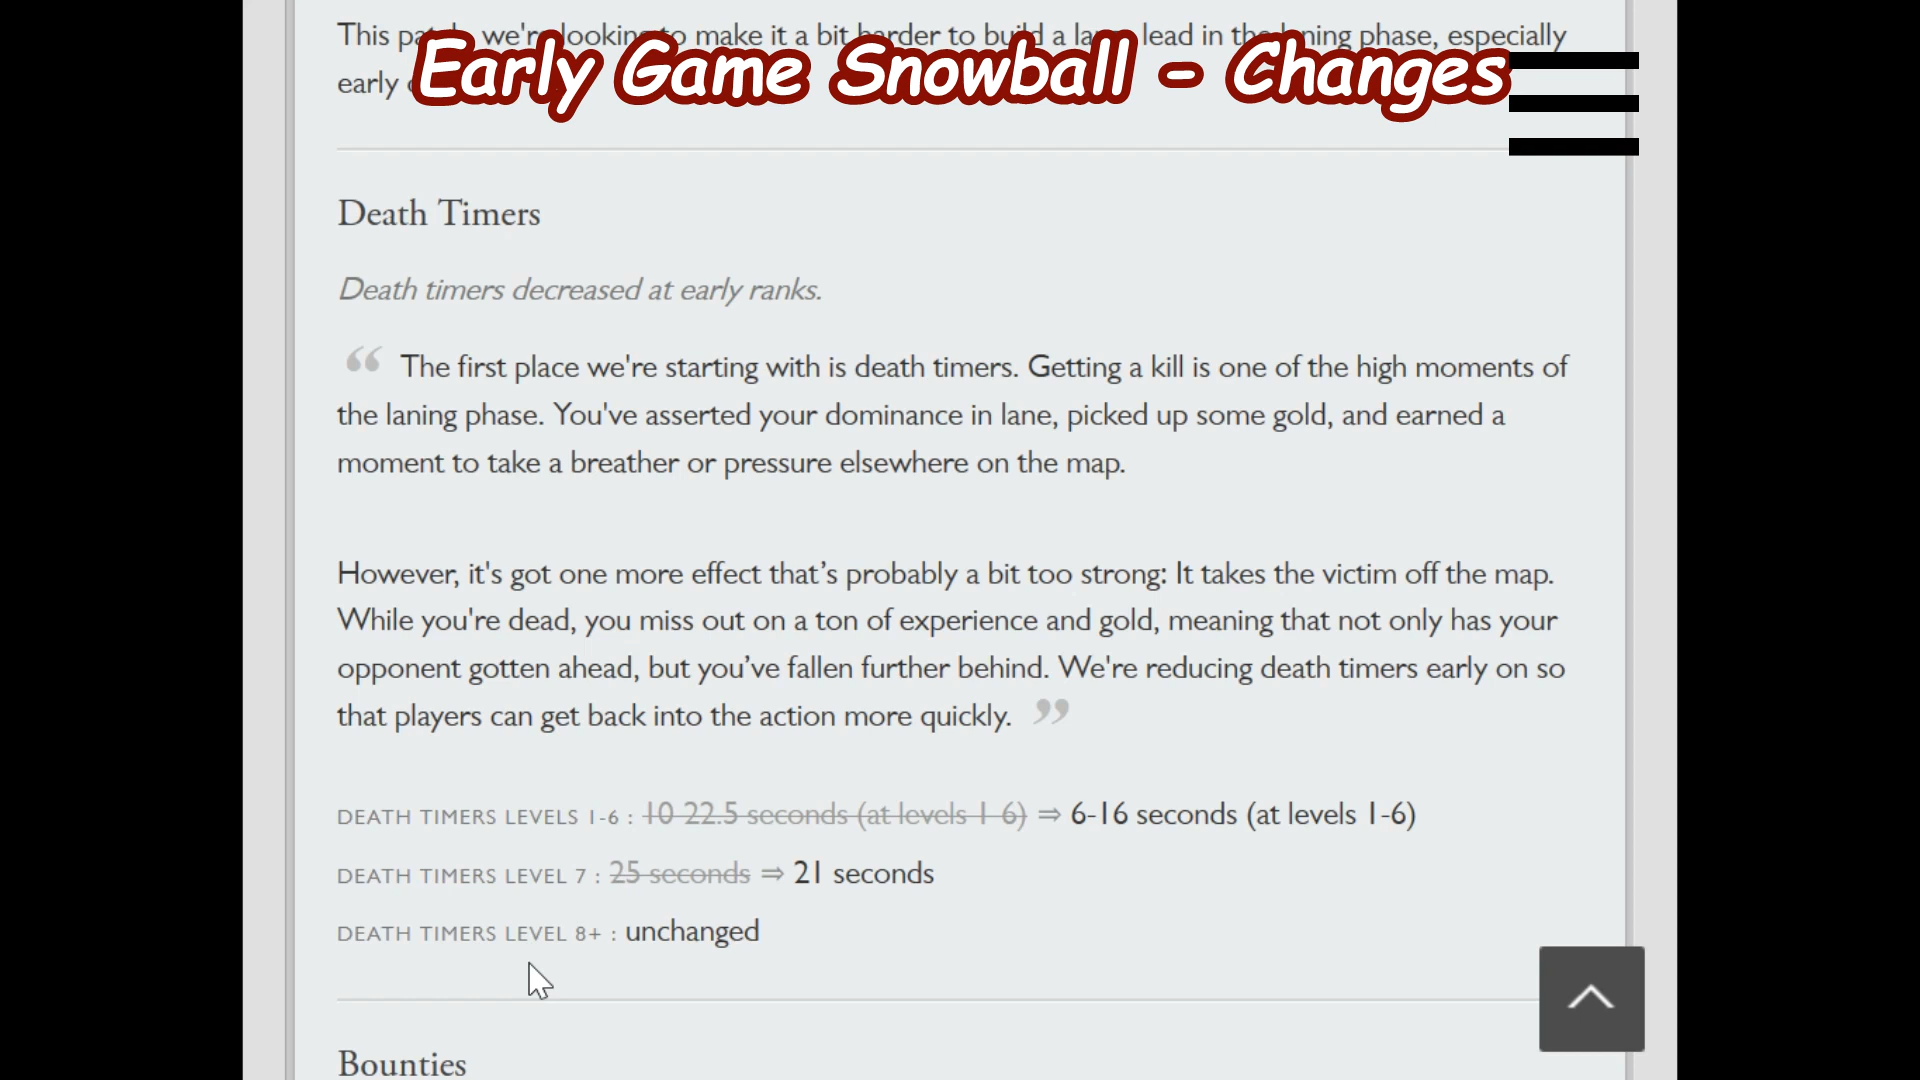 Early Game Snowball - Changes
This we're looking to make it a bit harder to build a lead in the laning phase, especially
early
Death Timers
Death timers decreased at early ranks.
“ The first place we're starting with is death timers. Getting a kill is one of the high moments of
the laning phase. You've asserted your dominance in lane, picked up some gold, and earned a
moment to take a breather or pressure elsewhere on the map.
However, it's got one more effect that’s probably a bit too strong: It takes the victim off the map.
While you're dead, you miss out on a ton of experience and gold, meaning that not only has your
opponent gotten ahead, but you’ve fallen further behind. We're reducing death timers early on so
that players can get back into the action more quickly. ”
DEATH TIMERS LEVELS 1-6 : 10-22.5 seconds (at levels 1-6) ⇒ 6-16 seconds (at levels 1-6)
DEATH TIMERS LEVEL 7 : 25 seconds ⇒ 21 seconds
DEATH TIMERS LEVEL 8+ : unchanged
Bounties